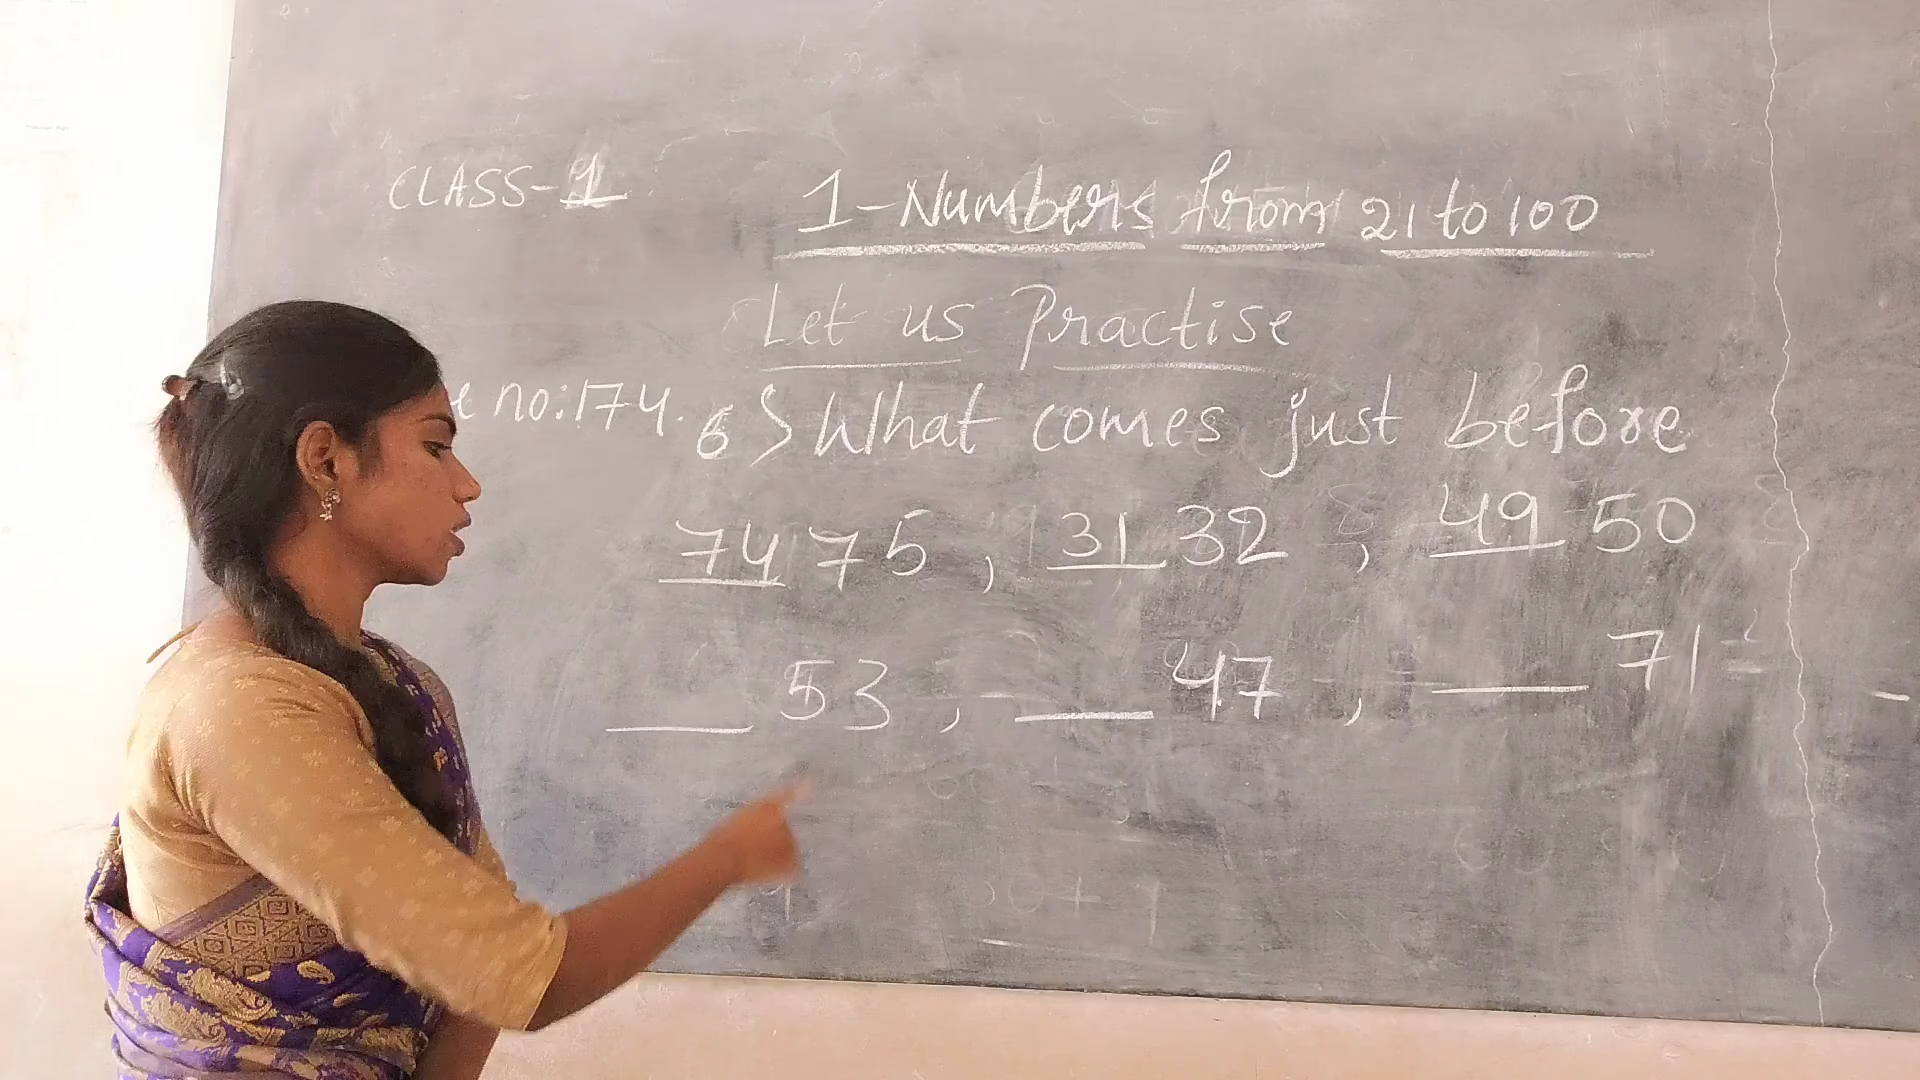 CLASS-1
1-Numbers from 21 to 100
Let us Practise
no:174. 6) What comes just before
74 75, 31 32, 49 50
___ 53, ___ 47, ___ 71